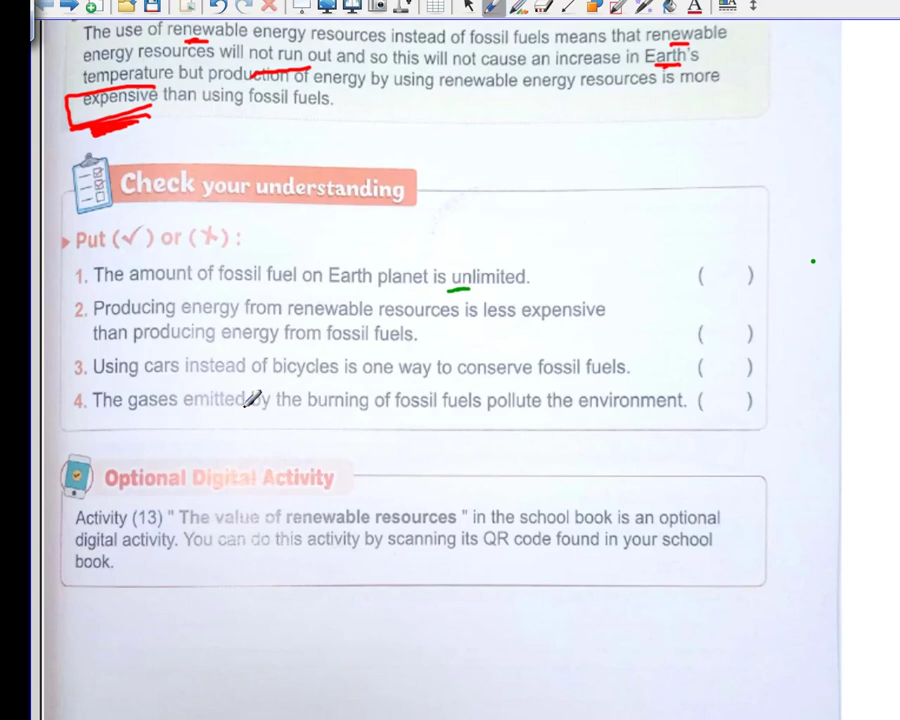 The use of renewable energy resources instead of fossil fuels means that renewable
energy resources will not run out and so this will not cause an increase in Earth's
temperature but production of energy by using renewable energy resources is more
expensive than using fossil fuels.
Check your understanding
Put (✓) or (✗) :
1. The amount of fossil fuel on Earth planet is unlimited. ( )
2. Producing energy from renewable resources is less expensive
than producing energy from fossil fuels. ( )
3. Using cars instead of bicycles is one way to conserve fossil fuels. ( )
4. The gases emitted by the burning of fossil fuels pollute the environment. ( )
Optional Digital Activity
Activity (13) " The value of renewable resources " in the school book is an optional
digital activity. You can do this activity by scanning its QR code found in your school
book.